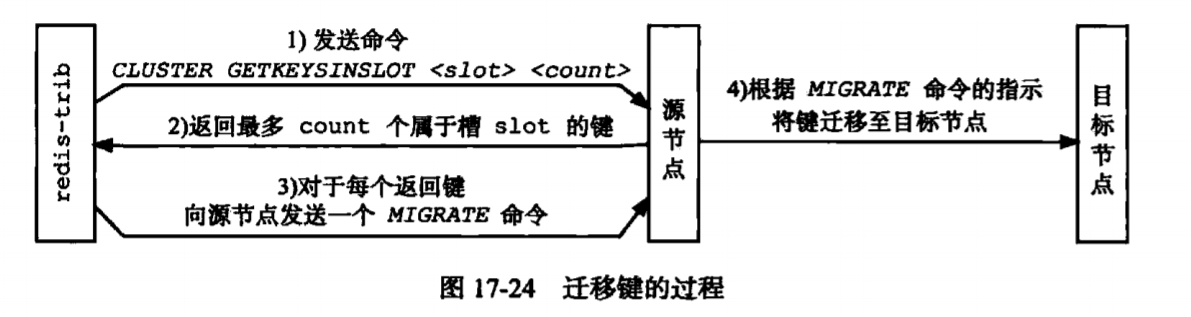 redis-trib
1) 发送命令
CLUSTER GETKEYSINSLOT <slot> <count>
2)返回最多 count 个属于槽 slot 的键
3)对于每个返回键
向源节点发送一个 MIGRATE 命令
源节点
4)根据 MIGRATE 命令的指示
将键迁移至目标节点
目标节点
图 17-24 迁移键的过程